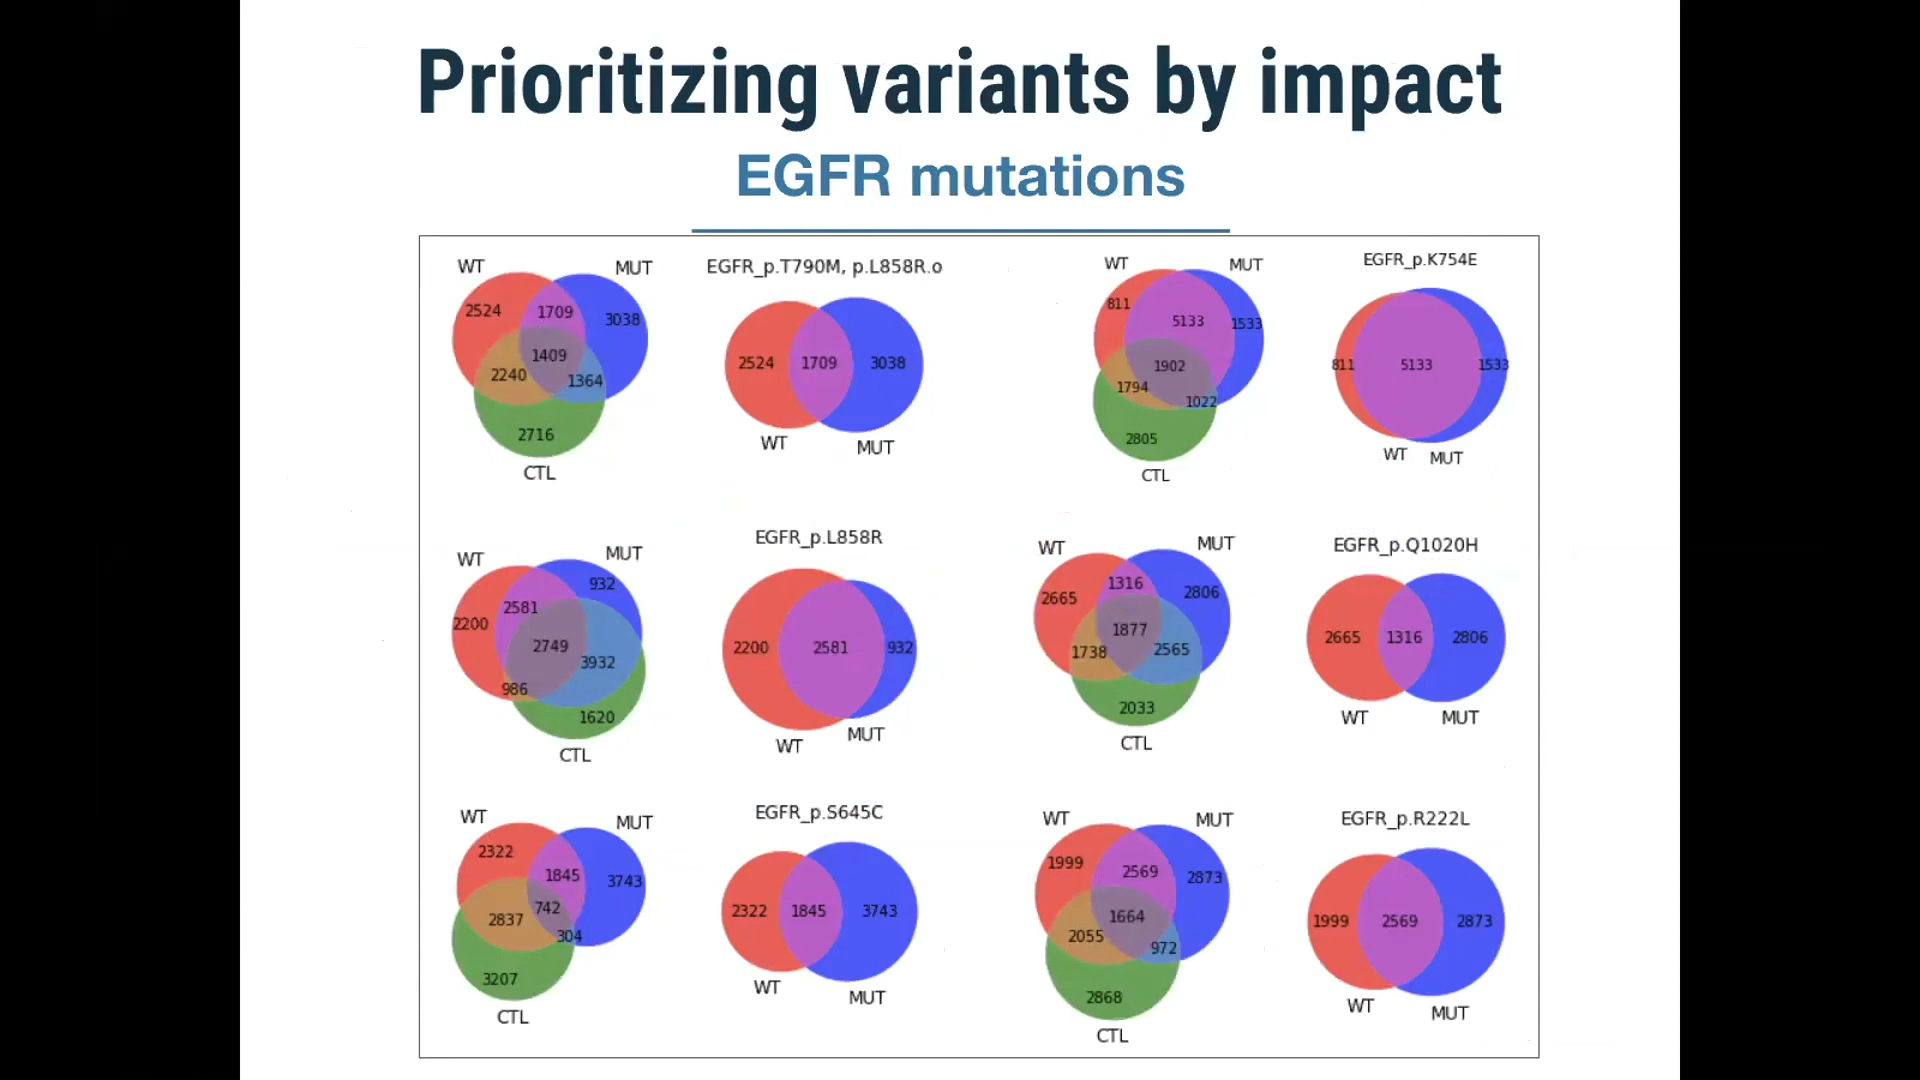 Prioritizing variants by impact
EGFR mutations
WT
MUT
2524
1709
3038
1409
2240
1364
2716
CTL
EGFR_p.T790M, p.L858R.o
2524
1709
3038
WT
MUT
WT
MUT
811
5133
1533
1902
1794
1022
2805
CTL
EGFR_p.K754E
811
5133
1533
WT
MUT
WT
MUT
932
2581
2200
2749
3932
986
1620
CTL
EGFR_p.L858R
2200
2581
932
WT
MUT
WT
MUT
1316
2665
2806
1877
1738
2565
2033
CTL
EGFR_p.Q1020H
2665
1316
2806
WT
MUT
WT
MUT
2322
1845
3743
742
2837
304
3207
CTL
EGFR_p.S645C
2322
1845
3743
WT
MUT
WT
MUT
1999
2569
2873
1664
2055
972
2868
CTL
EGFR_p.R222L
1999
2569
2873
WT
MUT